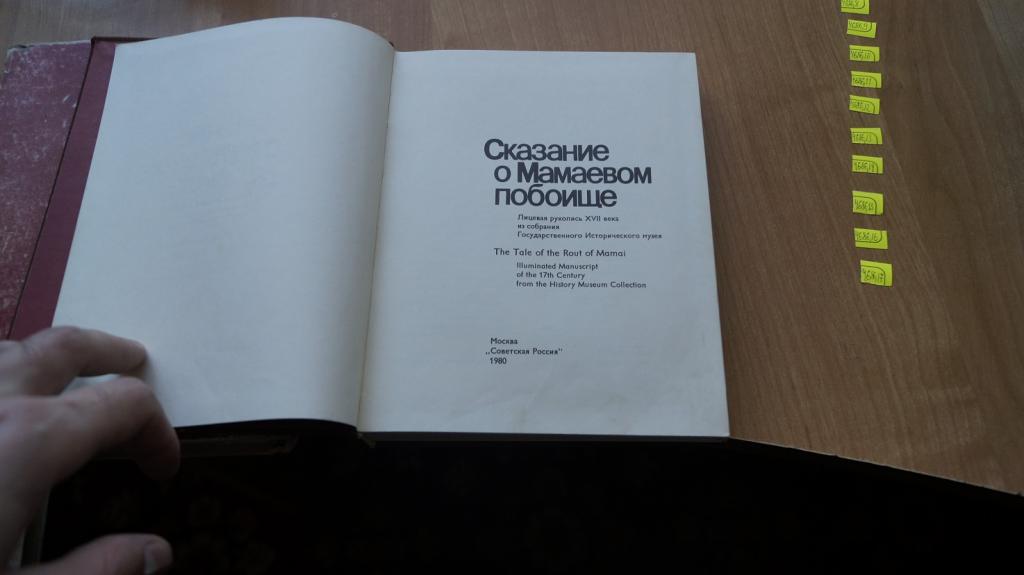 Сказание
о Мамаевом
побоище
Лицевая рукопись XVII века
из собрания
Государственного Исторического музея
The Tale of the Rout of Mamai
Illuminated Manuscript
of the 17th Century
from the History Museum Collection
Москва
„Советская Россия"
1980